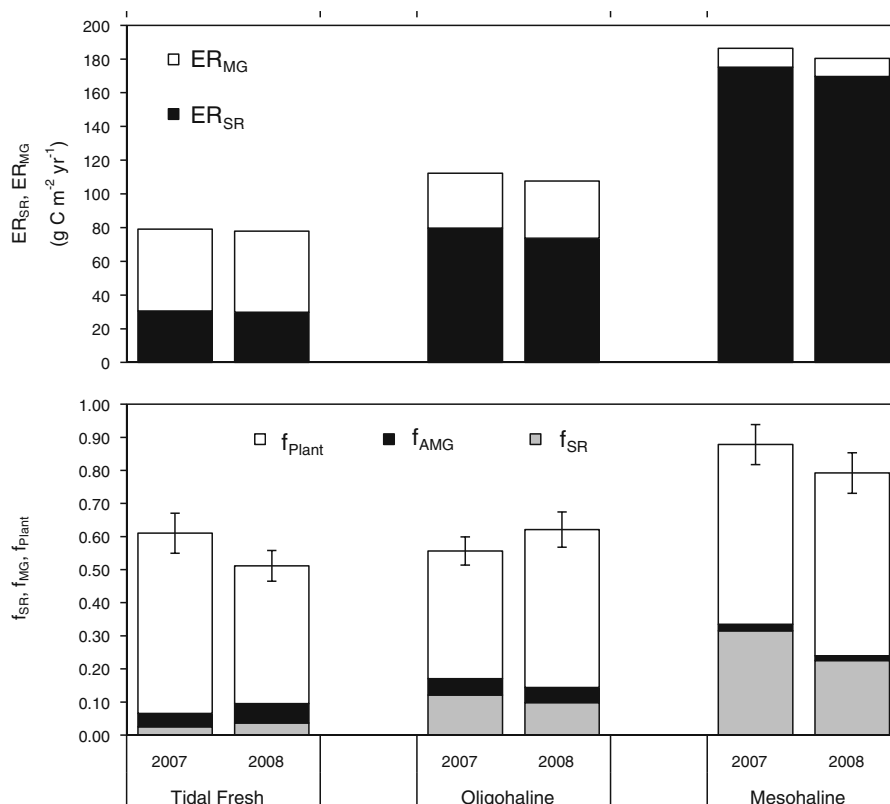 200
180
160
140
120
100
80
60
40
20
0
ER_SR, ER_MG
(g C m^-2 yr^-1)
ER_MG
ER_SR
1.00
0.90
0.80
0.70
0.60
0.50
0.40
0.30
0.20
0.10
0.00
f_SR, f_MG, f_Plant
f_Plant f_AMG f_SR
2007 2008 2007 2008 2007 2008
Tidal Fresh Oligohaline Mesohaline